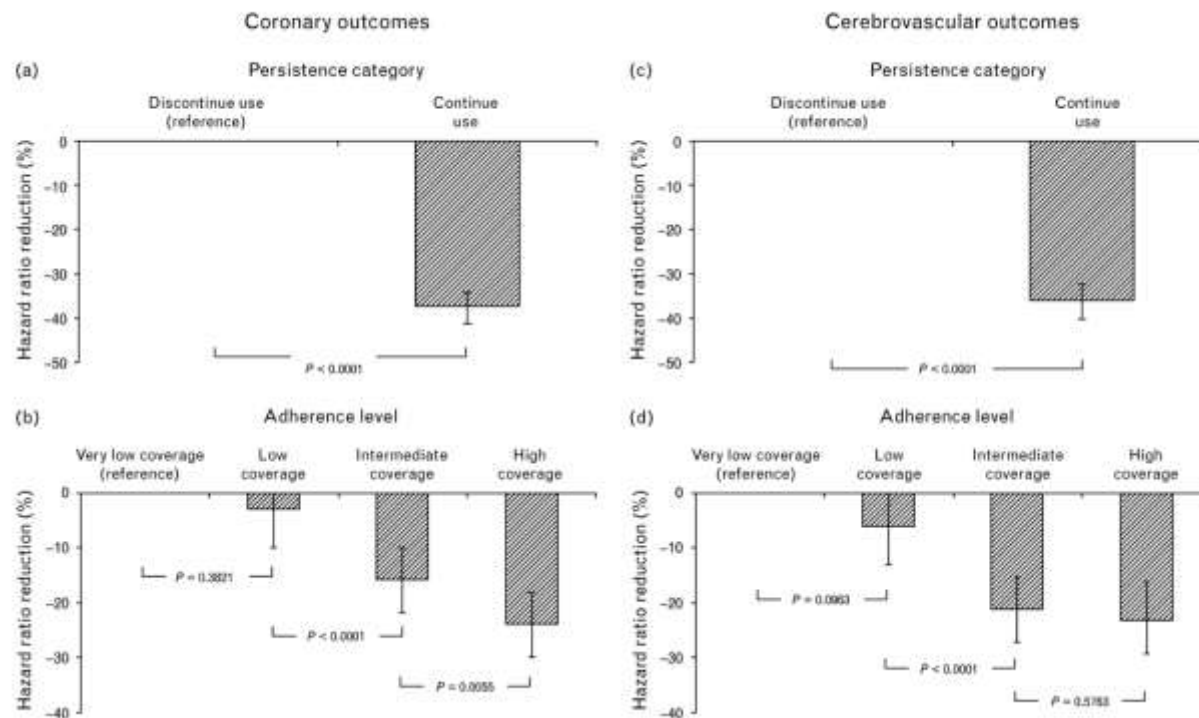 Coronary outcomes
Cerebrovascular outcomes
(a)
Persistence category
Discontinue use
(reference)
Continue
use
Hazard ratio reduction (%)
0
–10
–20
–30
–40
–50
P < 0.0001
(c)
Persistence category
Discontinue use
(reference)
Continue
use
Hazard ratio reduction (%)
0
–10
–20
–30
–40
–50
P < 0.0001
(b)
Adherence level
Very low coverage
(reference)
Low
coverage
Intermediate
coverage
High
coverage
Hazard ratio reduction (%)
0
–10
–20
–30
–40
P = 0.3821
P < 0.0001
P = 0.0055
(d)
Adherence level
Very low coverage
(reference)
Low
coverage
Intermediate
coverage
High
coverage
Hazard ratio reduction (%)
0
–10
–20
–30
–40
P = 0.0963
P < 0.0001
P = 0.5763